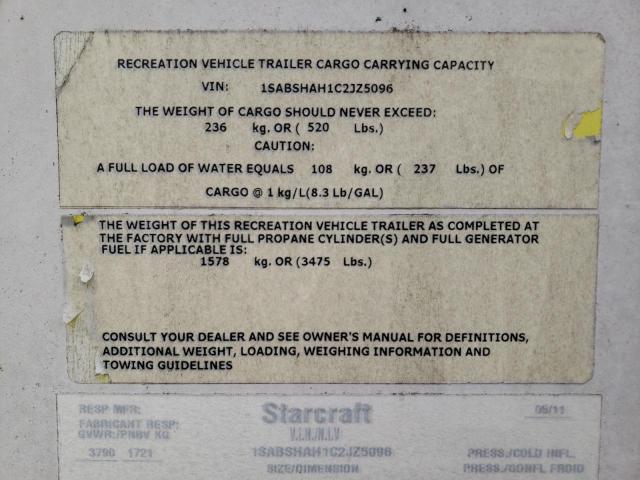 RECREATION VEHICLE TRAILER CARGO CARRYING CAPACITY
VIN: 1SABSHAH1C2JZ5096
THE WEIGHT OF CARGO SHOULD NEVER EXCEED:
236 kg. OR ( 520 Lbs.)
CAUTION:
A FULL LOAD OF WATER EQUALS 108 kg. OR ( 237 Lbs.) OF
CARGO @ 1 kg/L(8.3 Lb/GAL)
THE WEIGHT OF THIS RECREATION VEHICLE TRAILER AS COMPLETED AT
THE FACTORY WITH FULL PROPANE CYLINDER(S) AND FULL GENERATOR
FUEL IF APPLICABLE IS:
1578 kg. OR (3475 Lbs.)
CONSULT YOUR DEALER AND SEE OWNER'S MANUAL FOR DEFINITIONS,
ADDITIONAL WEIGHT, LOADING, WEIGHING INFORMATION AND
TOWING GUIDELINES
RESP MFR: Starcraft 05/11
FABRICANT RESP: V.I.N./N.I.V
GVWR:/PNBV KG 1SABSHAH1C2JZ5096
3790 1721 PRESS./COLD INFL.
SIZE/DIMENSION PRESS./GONFL FROID